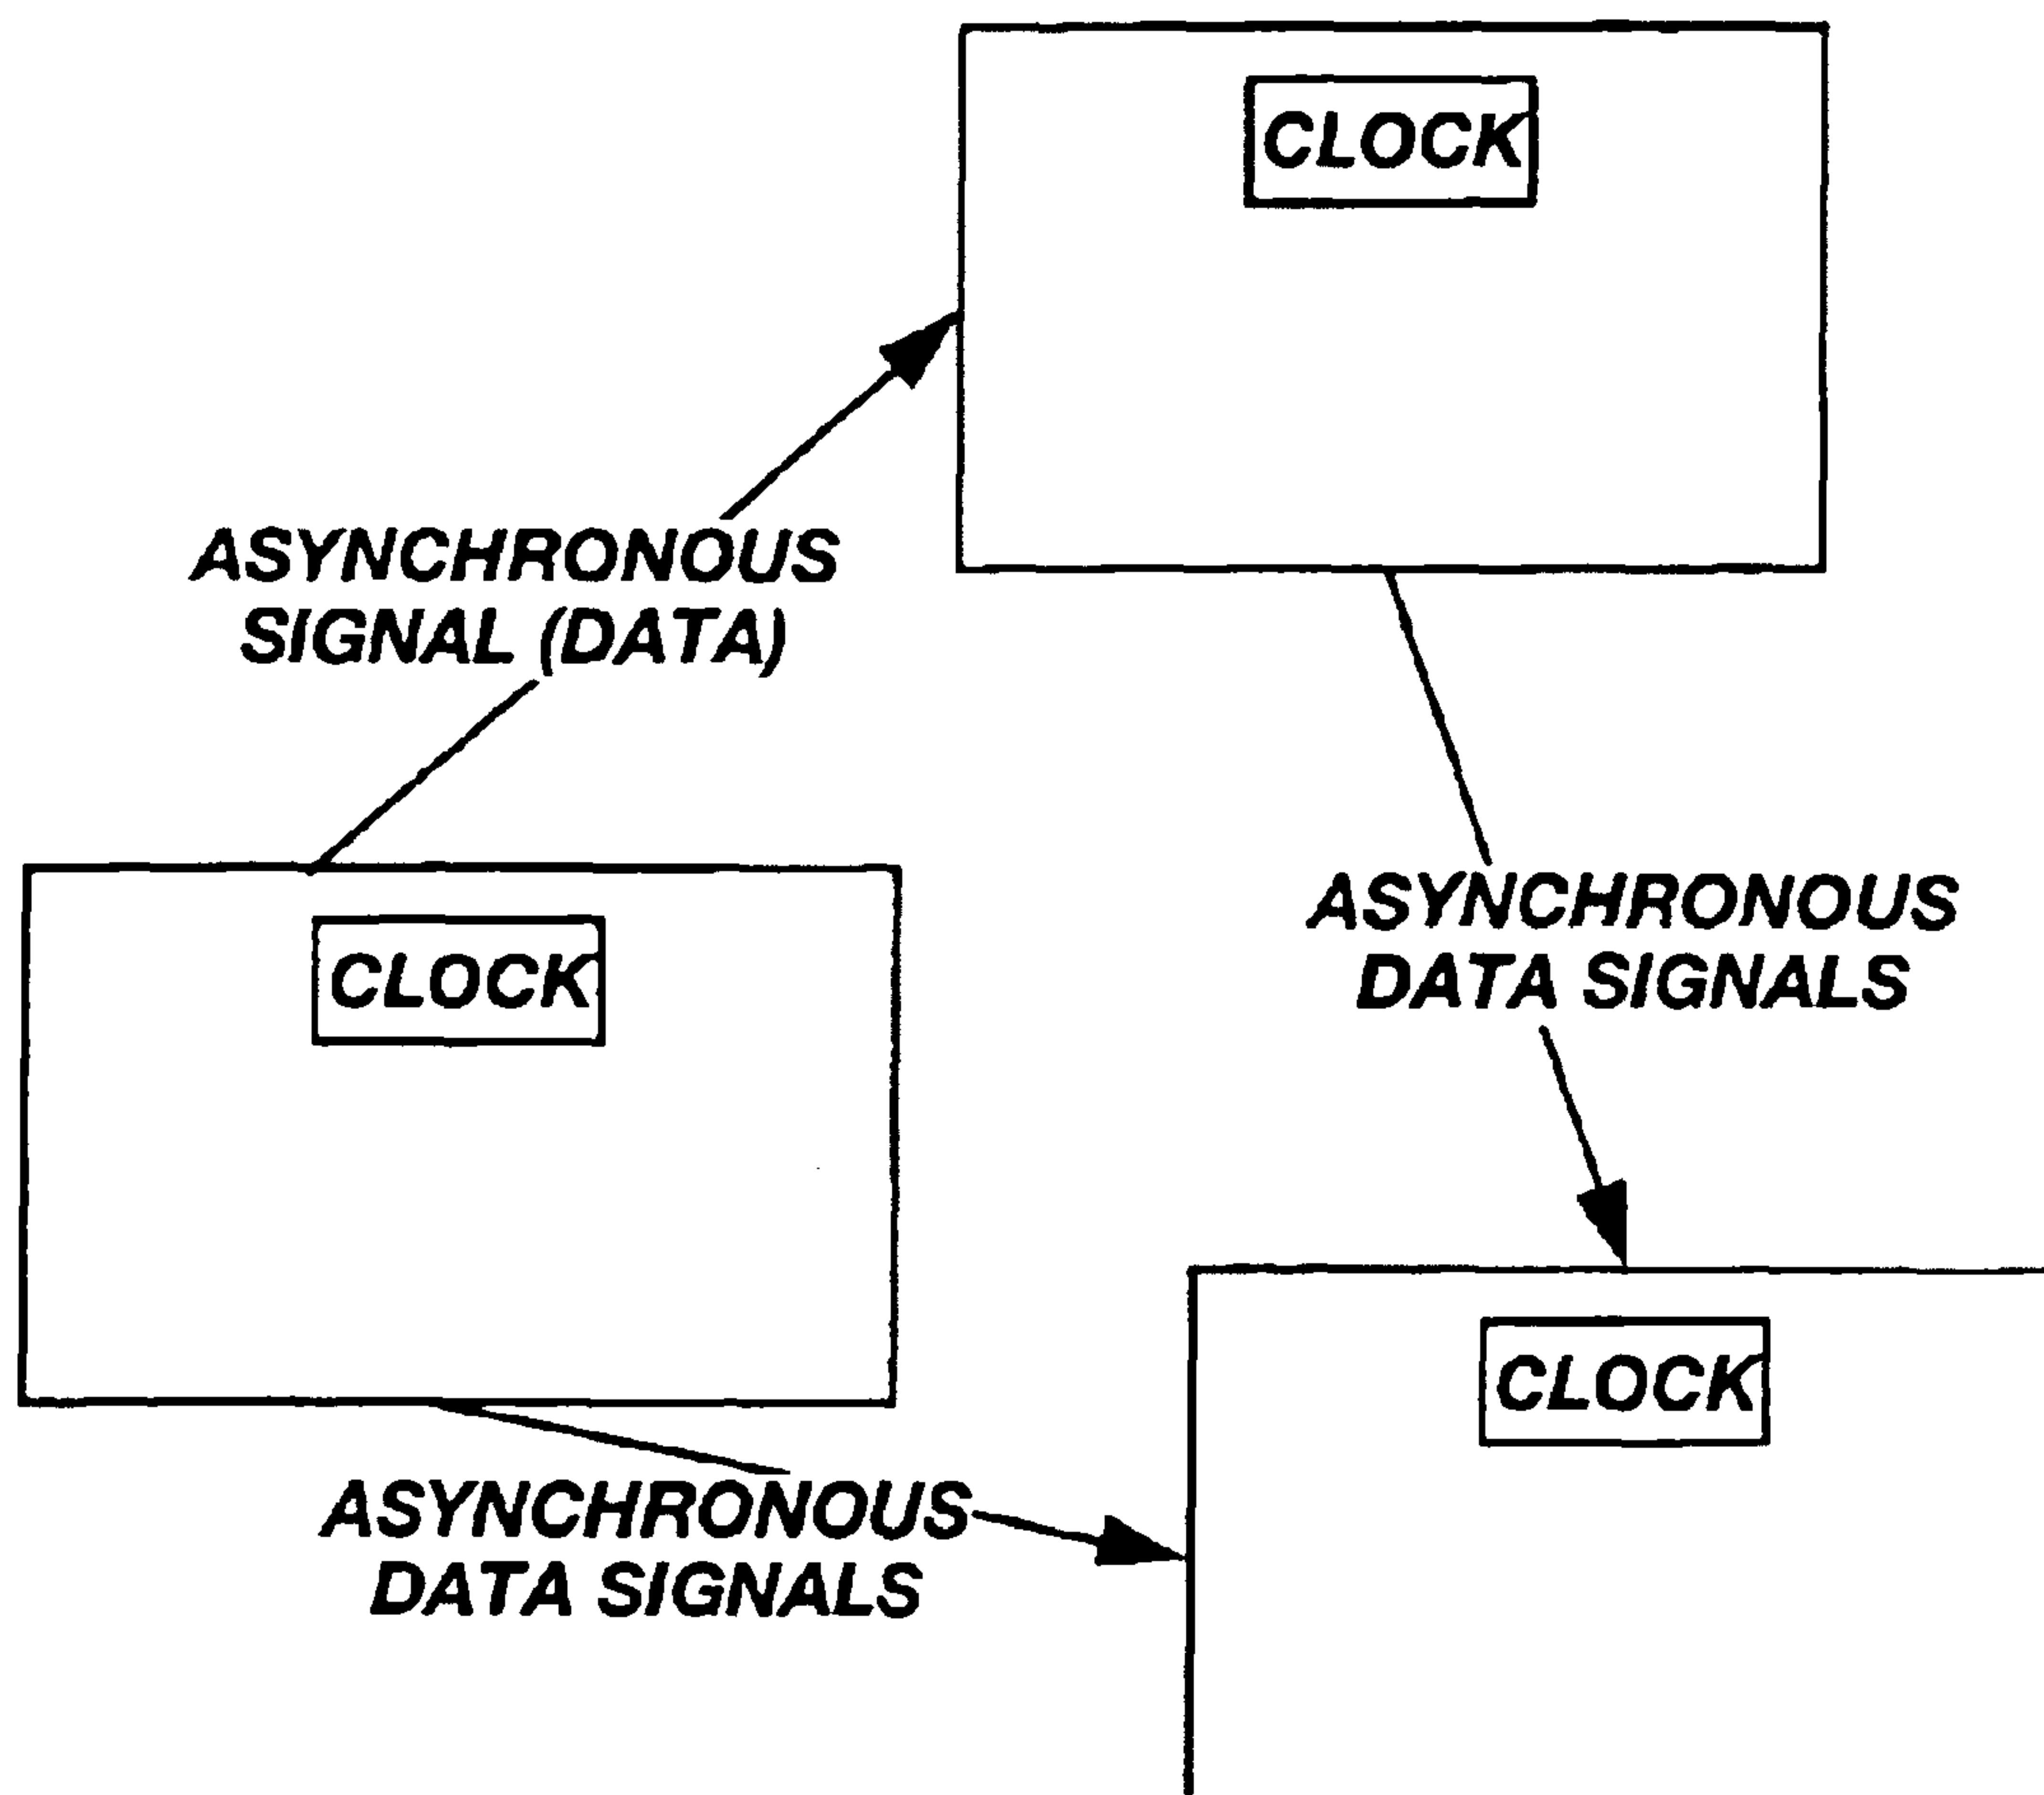 CLOCK
ASYNCHRONOUS
SIGNAL (DATA)
CLOCK
ASYNCHRONOUS
DATA SIGNALS
CLOCK
ASYNCHRONOUS
DATA SIGNALS